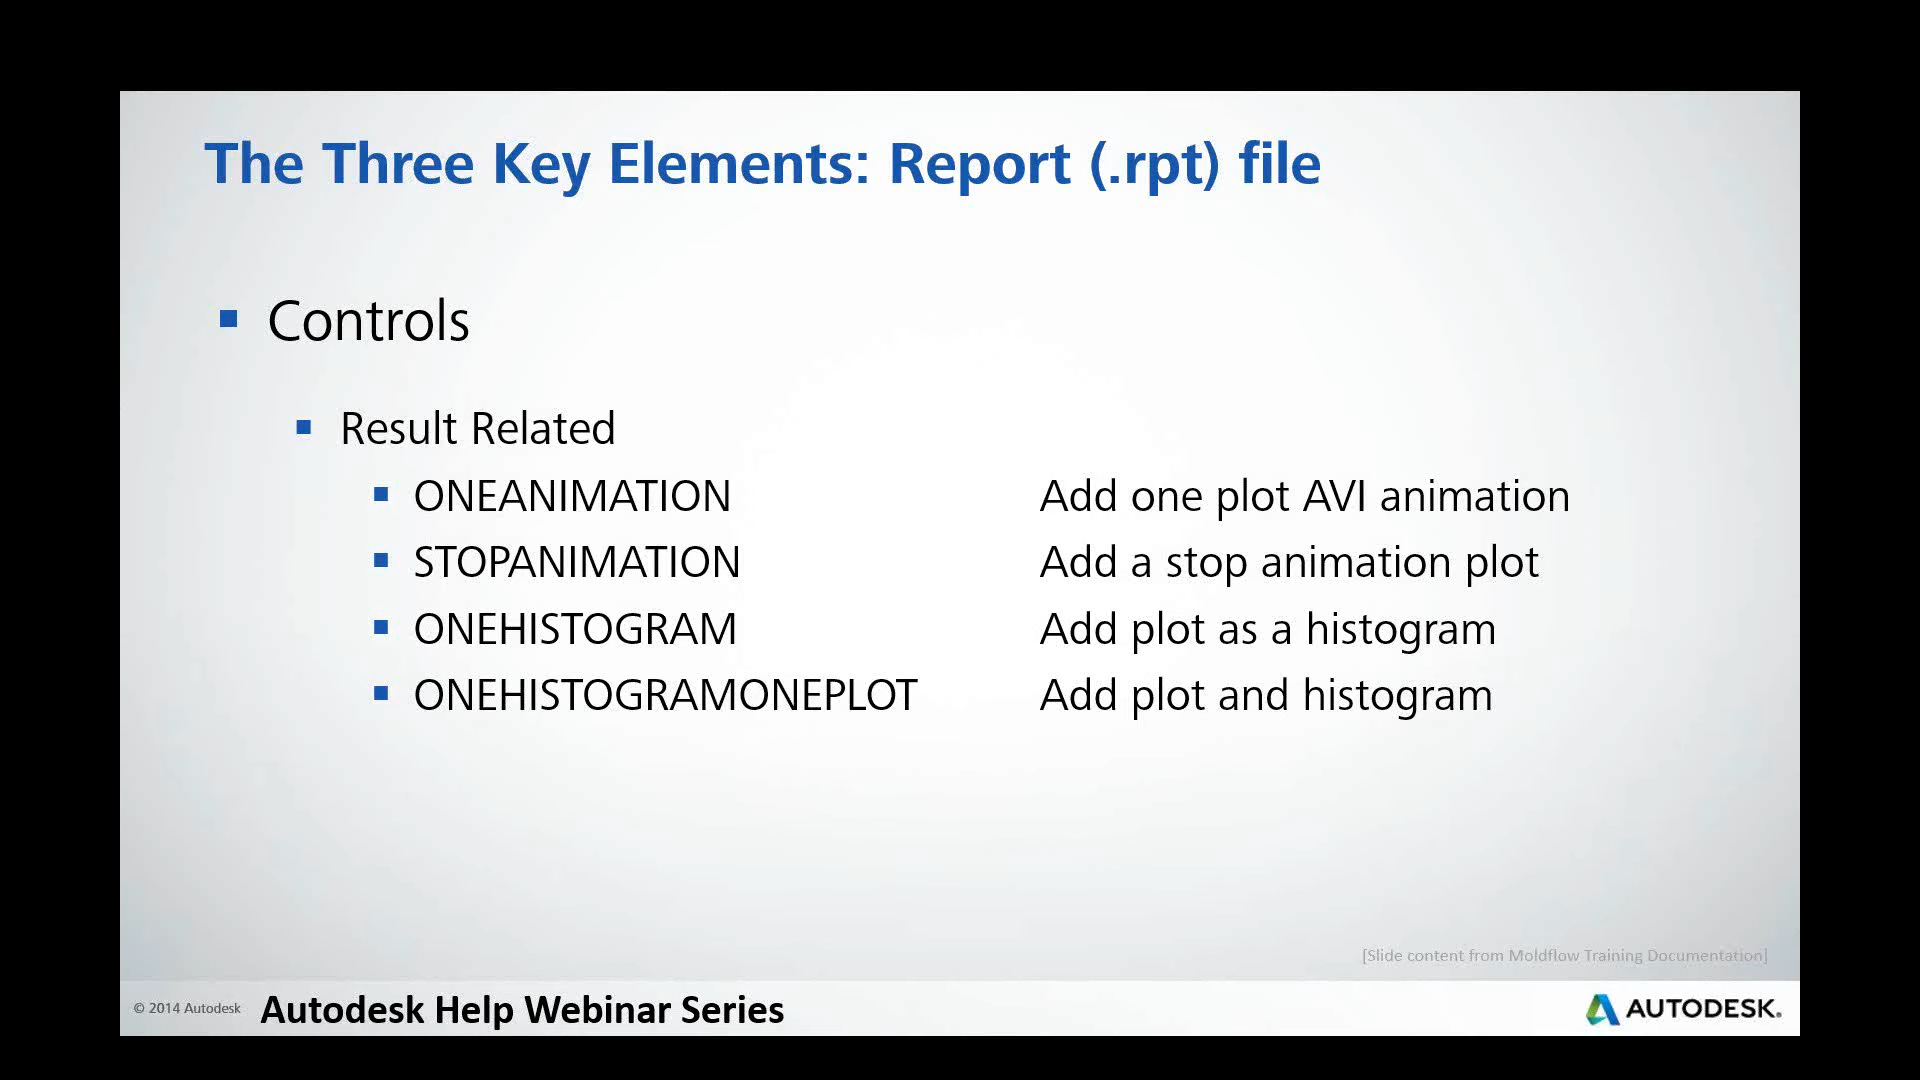 The Three Key Elements: Report (.rpt) file
Controls
Result Related
ONEANIMATION Add one plot AVI animation
STOPANIMATION Add a stop animation plot
ONEHISTOGRAM Add plot as a histogram
ONEHISTOGRAMONEPLOT Add plot and histogram
[Slide content from Moldflow Training Documentation]
© 2014 Autodesk Autodesk Help Webinar Series AUTODESK.